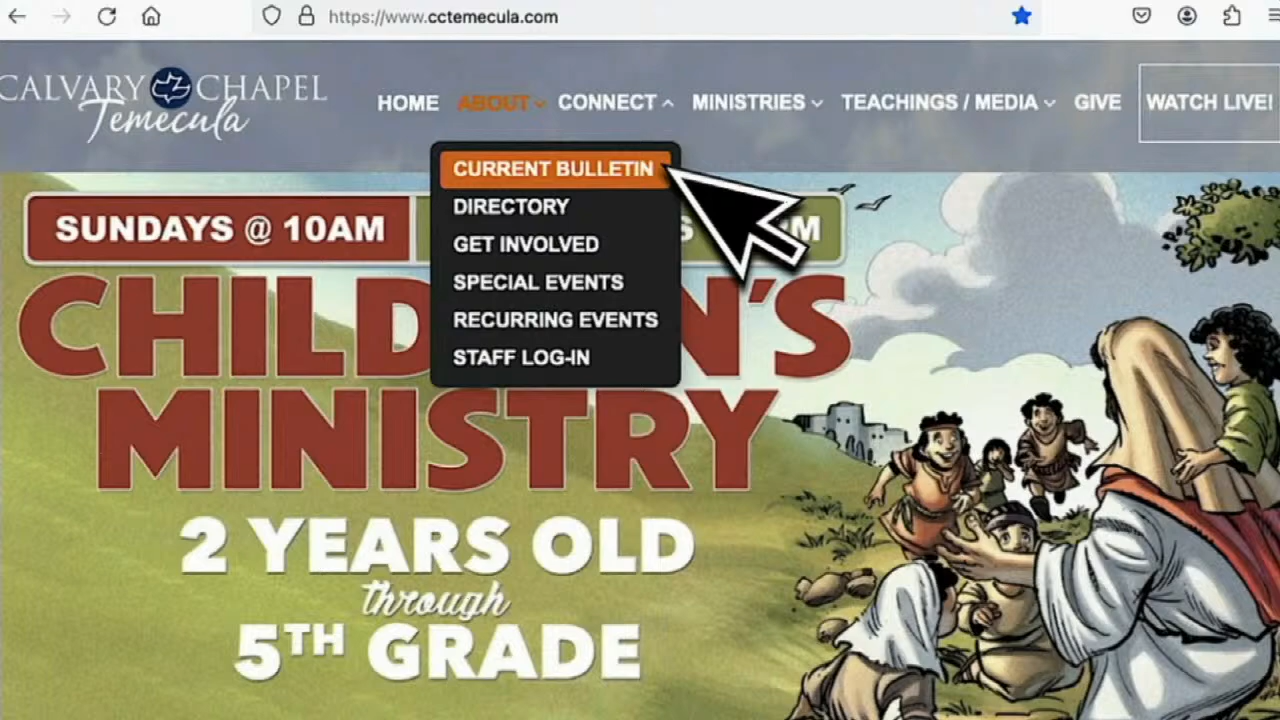 https://www.cctemecula.com
CALVARY CHAPEL
Temecula
HOME ABOUT CONNECT MINISTRIES TEACHINGS / MEDIA GIVE WATCH LIVE!
CURRENT BULLETIN
DIRECTORY
GET INVOLVED
SPECIAL EVENTS
RECURRING EVENTS
STAFF LOG-IN
SUNDAYS @ 10AM
MINISTRY
2 YEARS OLD
through
5TH GRADE